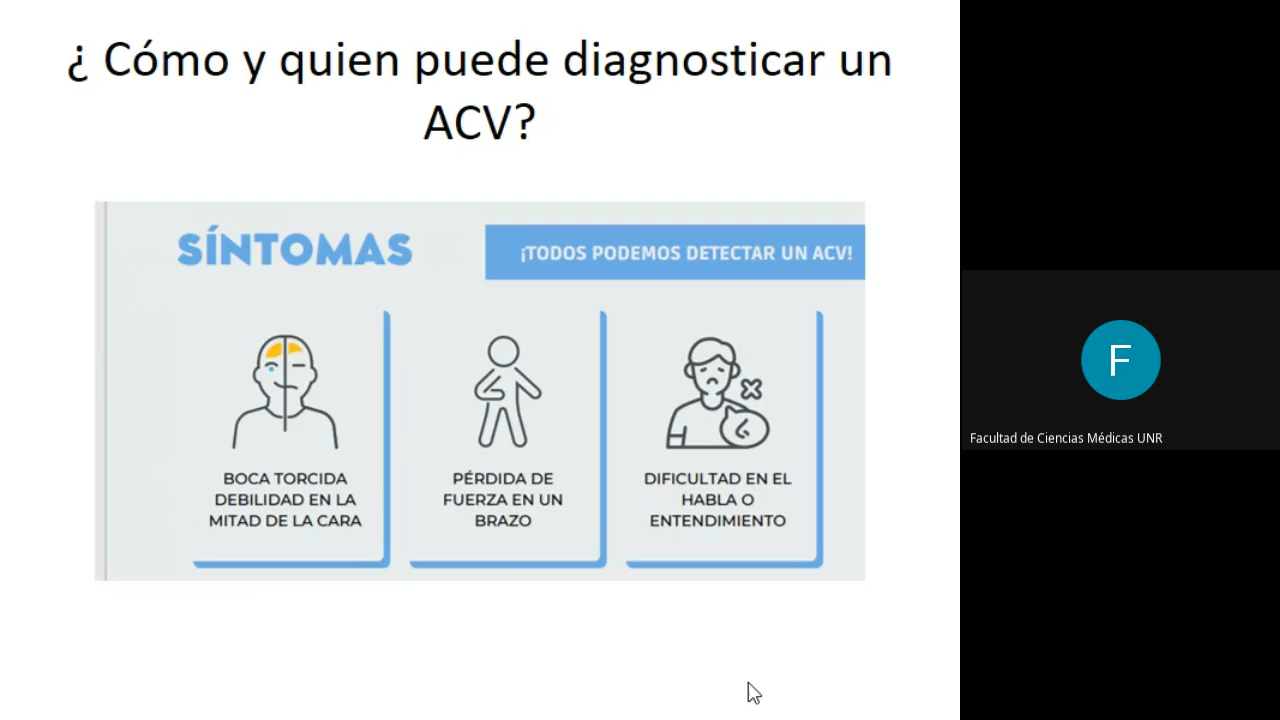 ¿ Cómo y quien puede diagnosticar un
ACV?
SÍNTOMAS
¡TODOS PODEMOS DETECTAR UN ACV!
BOCA TORCIDA
DEBILIDAD EN LA
MITAD DE LA CARA
PÉRDIDA DE
FUERZA EN UN
BRAZO
DIFICULTAD EN EL
HABLA O
ENTENDIMIENTO
F
Facultad de Ciencias Médicas UNR